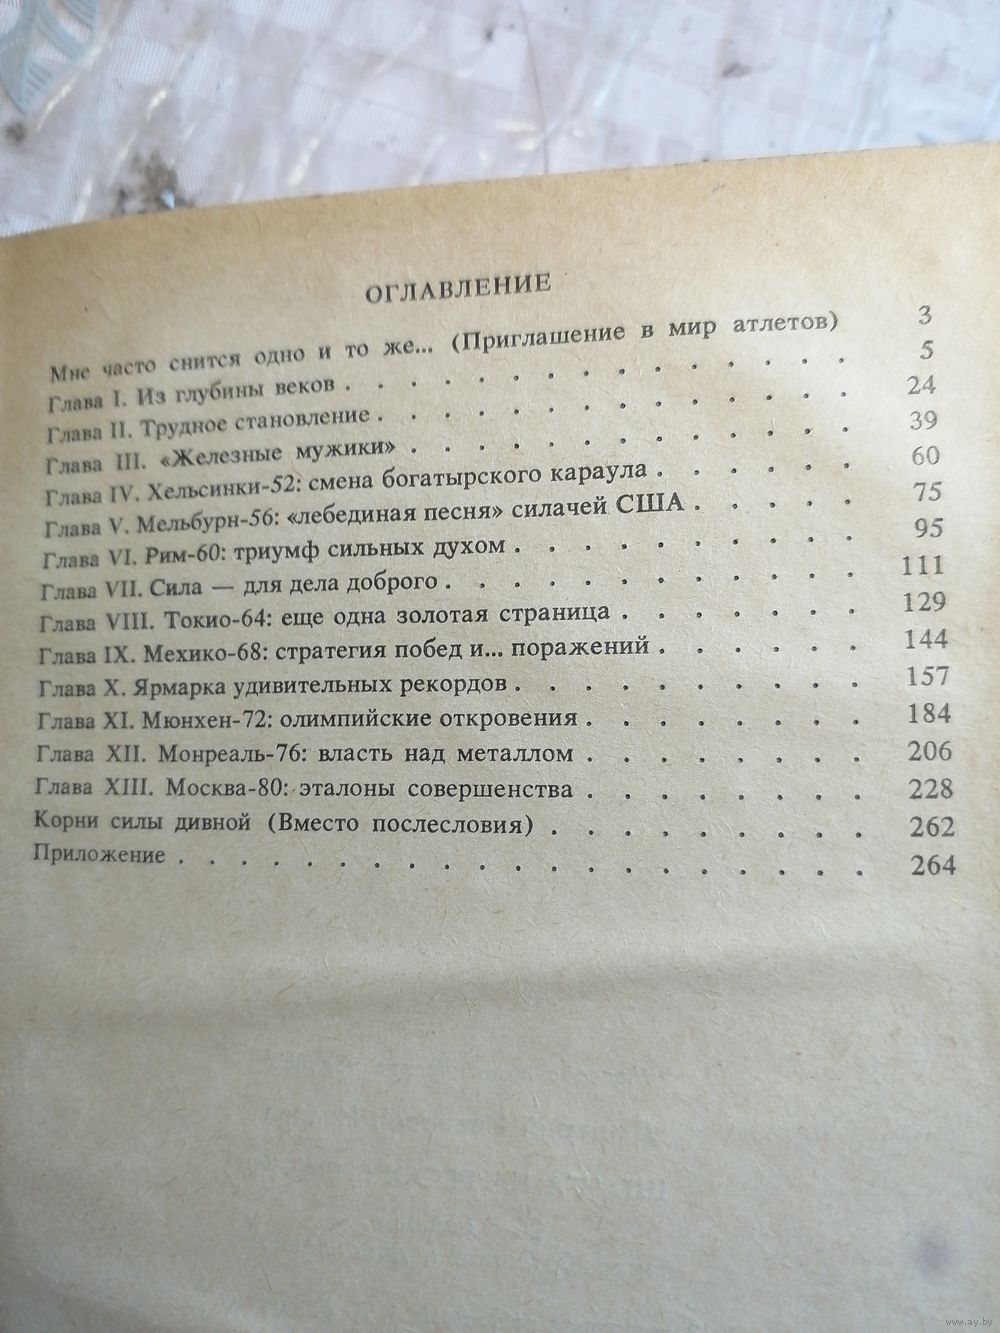 ОГЛАВЛЕНИЕ
Мне часто снится одно и то же... (Приглашение в мир атлетов) 3
Глава I. Из глубины веков . . . . . . . . . . . . . . . . 5
Глава II. Трудное становление . . . . . . . . . . . . . . . 24
Глава III. «Железные мужики» . . . . . . . . . . . . . . 39
Глава IV. Хельсинки-52: смена богатырского караула . . . . . . 60
Глава V. Мельбурн-56: «лебединая песня» силачей США . . . . . 75
Глава VI. Рим-60: триумф сильных духом . . . . . . . . . . . 95
Глава VII. Сила — для дела доброго . . . . . . . . . . . . . 111
Глава VIII. Токио-64: еще одна золотая страница . . . . . . . 129
Глава IX. Мехико-68: стратегия побед и... поражений . . . . . . 144
Глава X. Ярмарка удивительных рекордов . . . . . . . . . . 157
Глава XI. Мюнхен-72: олимпийские откровения . . . . . . . . 184
Глава XII. Монреаль-76: власть над металлом . . . . . . . . 206
Глава XIII. Москва-80: эталоны совершенства . . . . . . . . 228
Корни силы дивной (Вместо послесловия) . . . . . . . . . 262
Приложение . . . . . . . . . . . . . . . . . . . . 264
www.ay.by